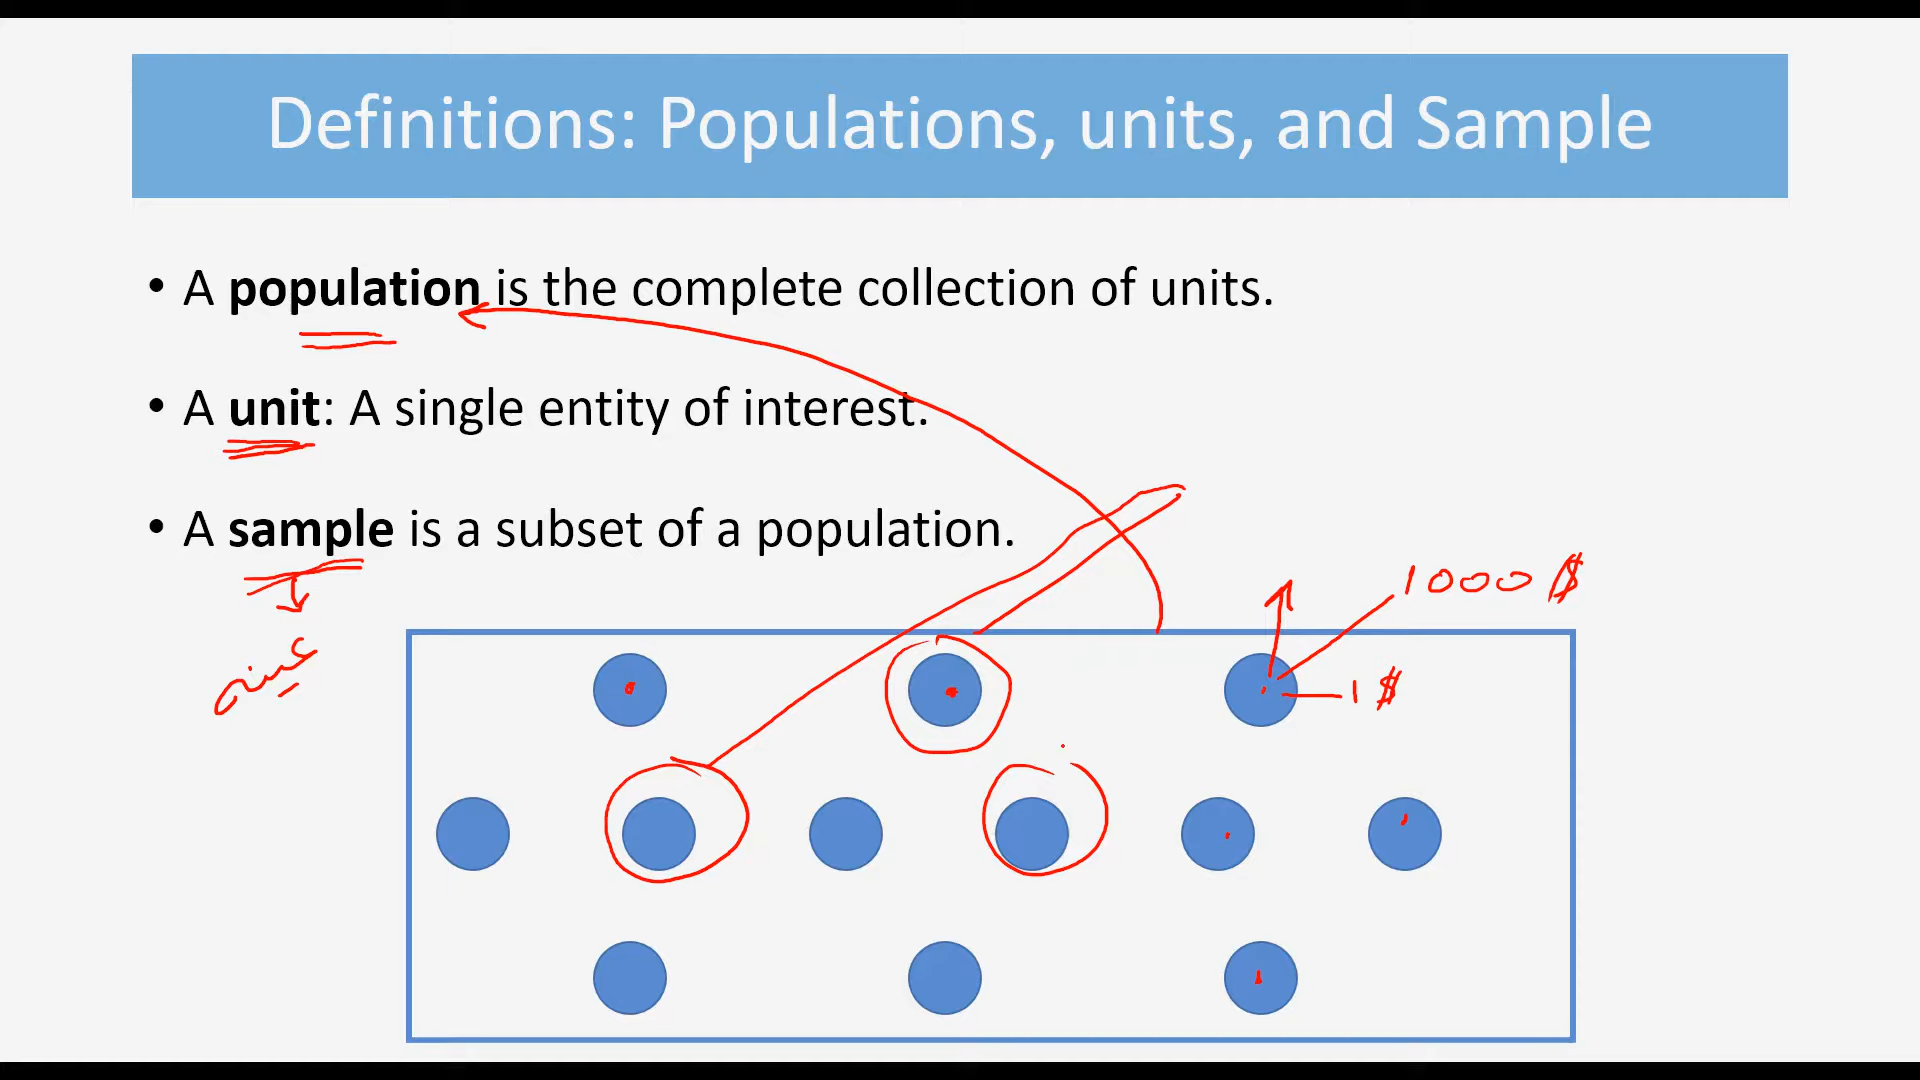 Definitions: Populations, units, and Sample
• A population is the complete collection of units.
• A unit: A single entity of interest.
• A sample is a subset of a population.
1000 $
عينه
1 $